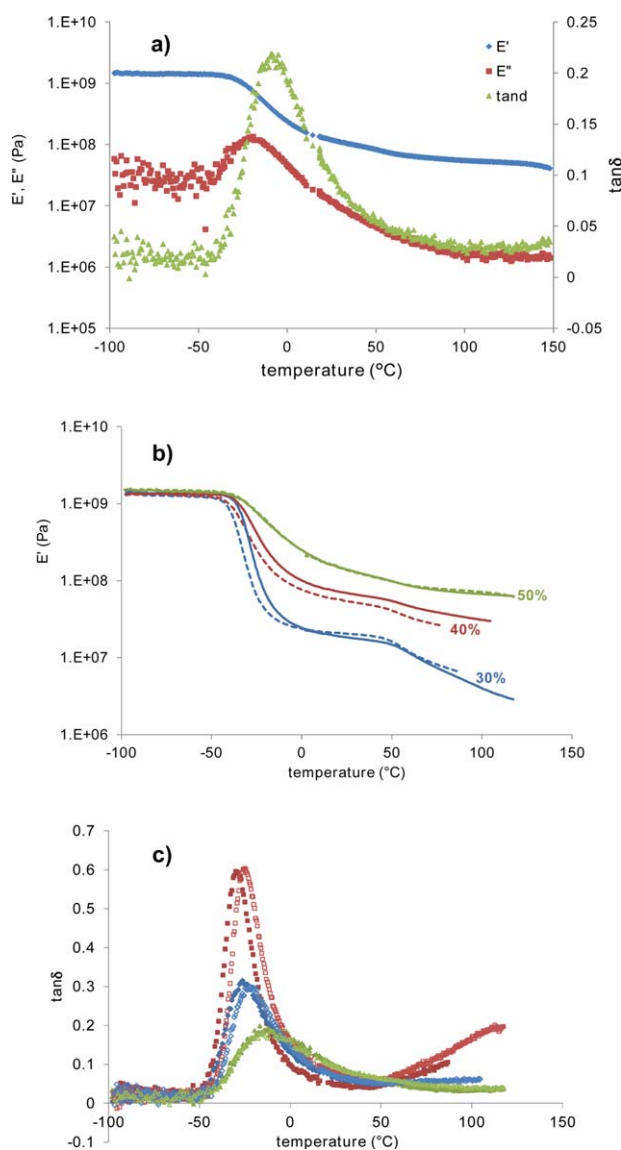 a)
1.E+10
1.E+09
1.E+08
1.E+07
1.E+06
1.E+05
E', E" (Pa)
0.25
0.2
0.15
0.1
0.05
0
-0.05
tanδ
E'
E"
tand
-100 -50 0 50 100 150
temperature (°C)
b)
1.E+10
1.E+09
1.E+08
1.E+07
1.E+06
E' (Pa)
50%
40%
30%
-100 -50 0 50 100 150
temperature (°C)
c)
0.7
0.6
0.5
0.4
0.3
0.2
0.1
0
-0.1
tanδ
-100 -50 0 50 100 150
temperature (°C)